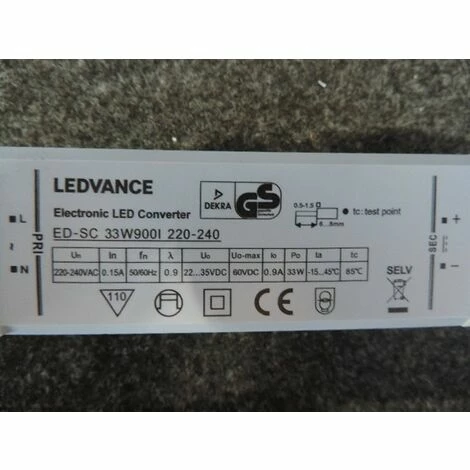 LEDVANCE
Electronic LED Converter
ED-SC 33W900I 220-240
DEKRA
GS
0.5-1.5
6...8mm
tc: test point
L
~
N
PRI
Un In fn λ Uo Uo-max Io Po ta tc
220-240VAC 0.15A 50/60Hz 0.9 22...35VDC 60VDC 0.9A 33W -15...45℃ 85℃
110
CE
SELV
SEC
+
-